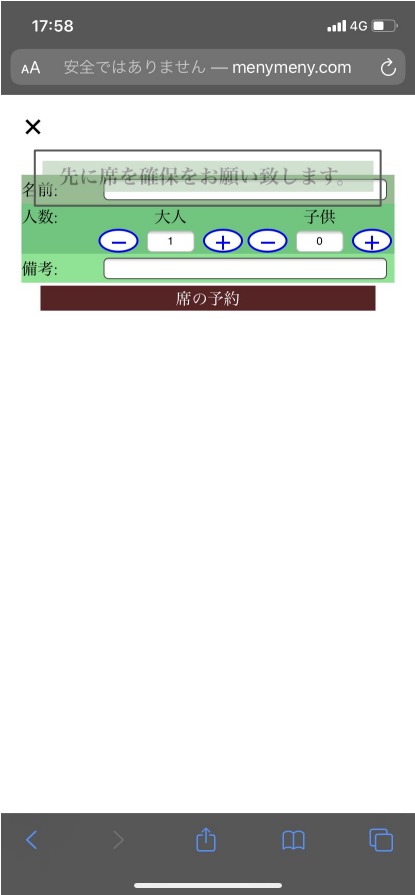 17:58
4G
AA 安全ではありません — menymeny.com
×
先に席を確保をお願い致します。
名前:
人数: 大人 子供
− 1 + − 0 +
備考:
席の予約